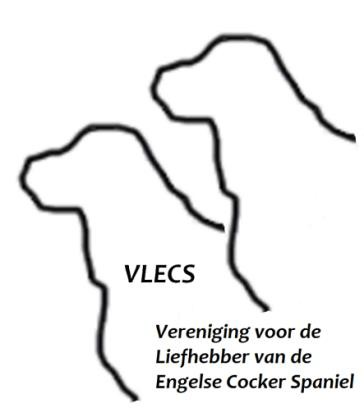 VLECS
Vereniging voor de
Liefhebber van de
Engelse Cocker Spaniel